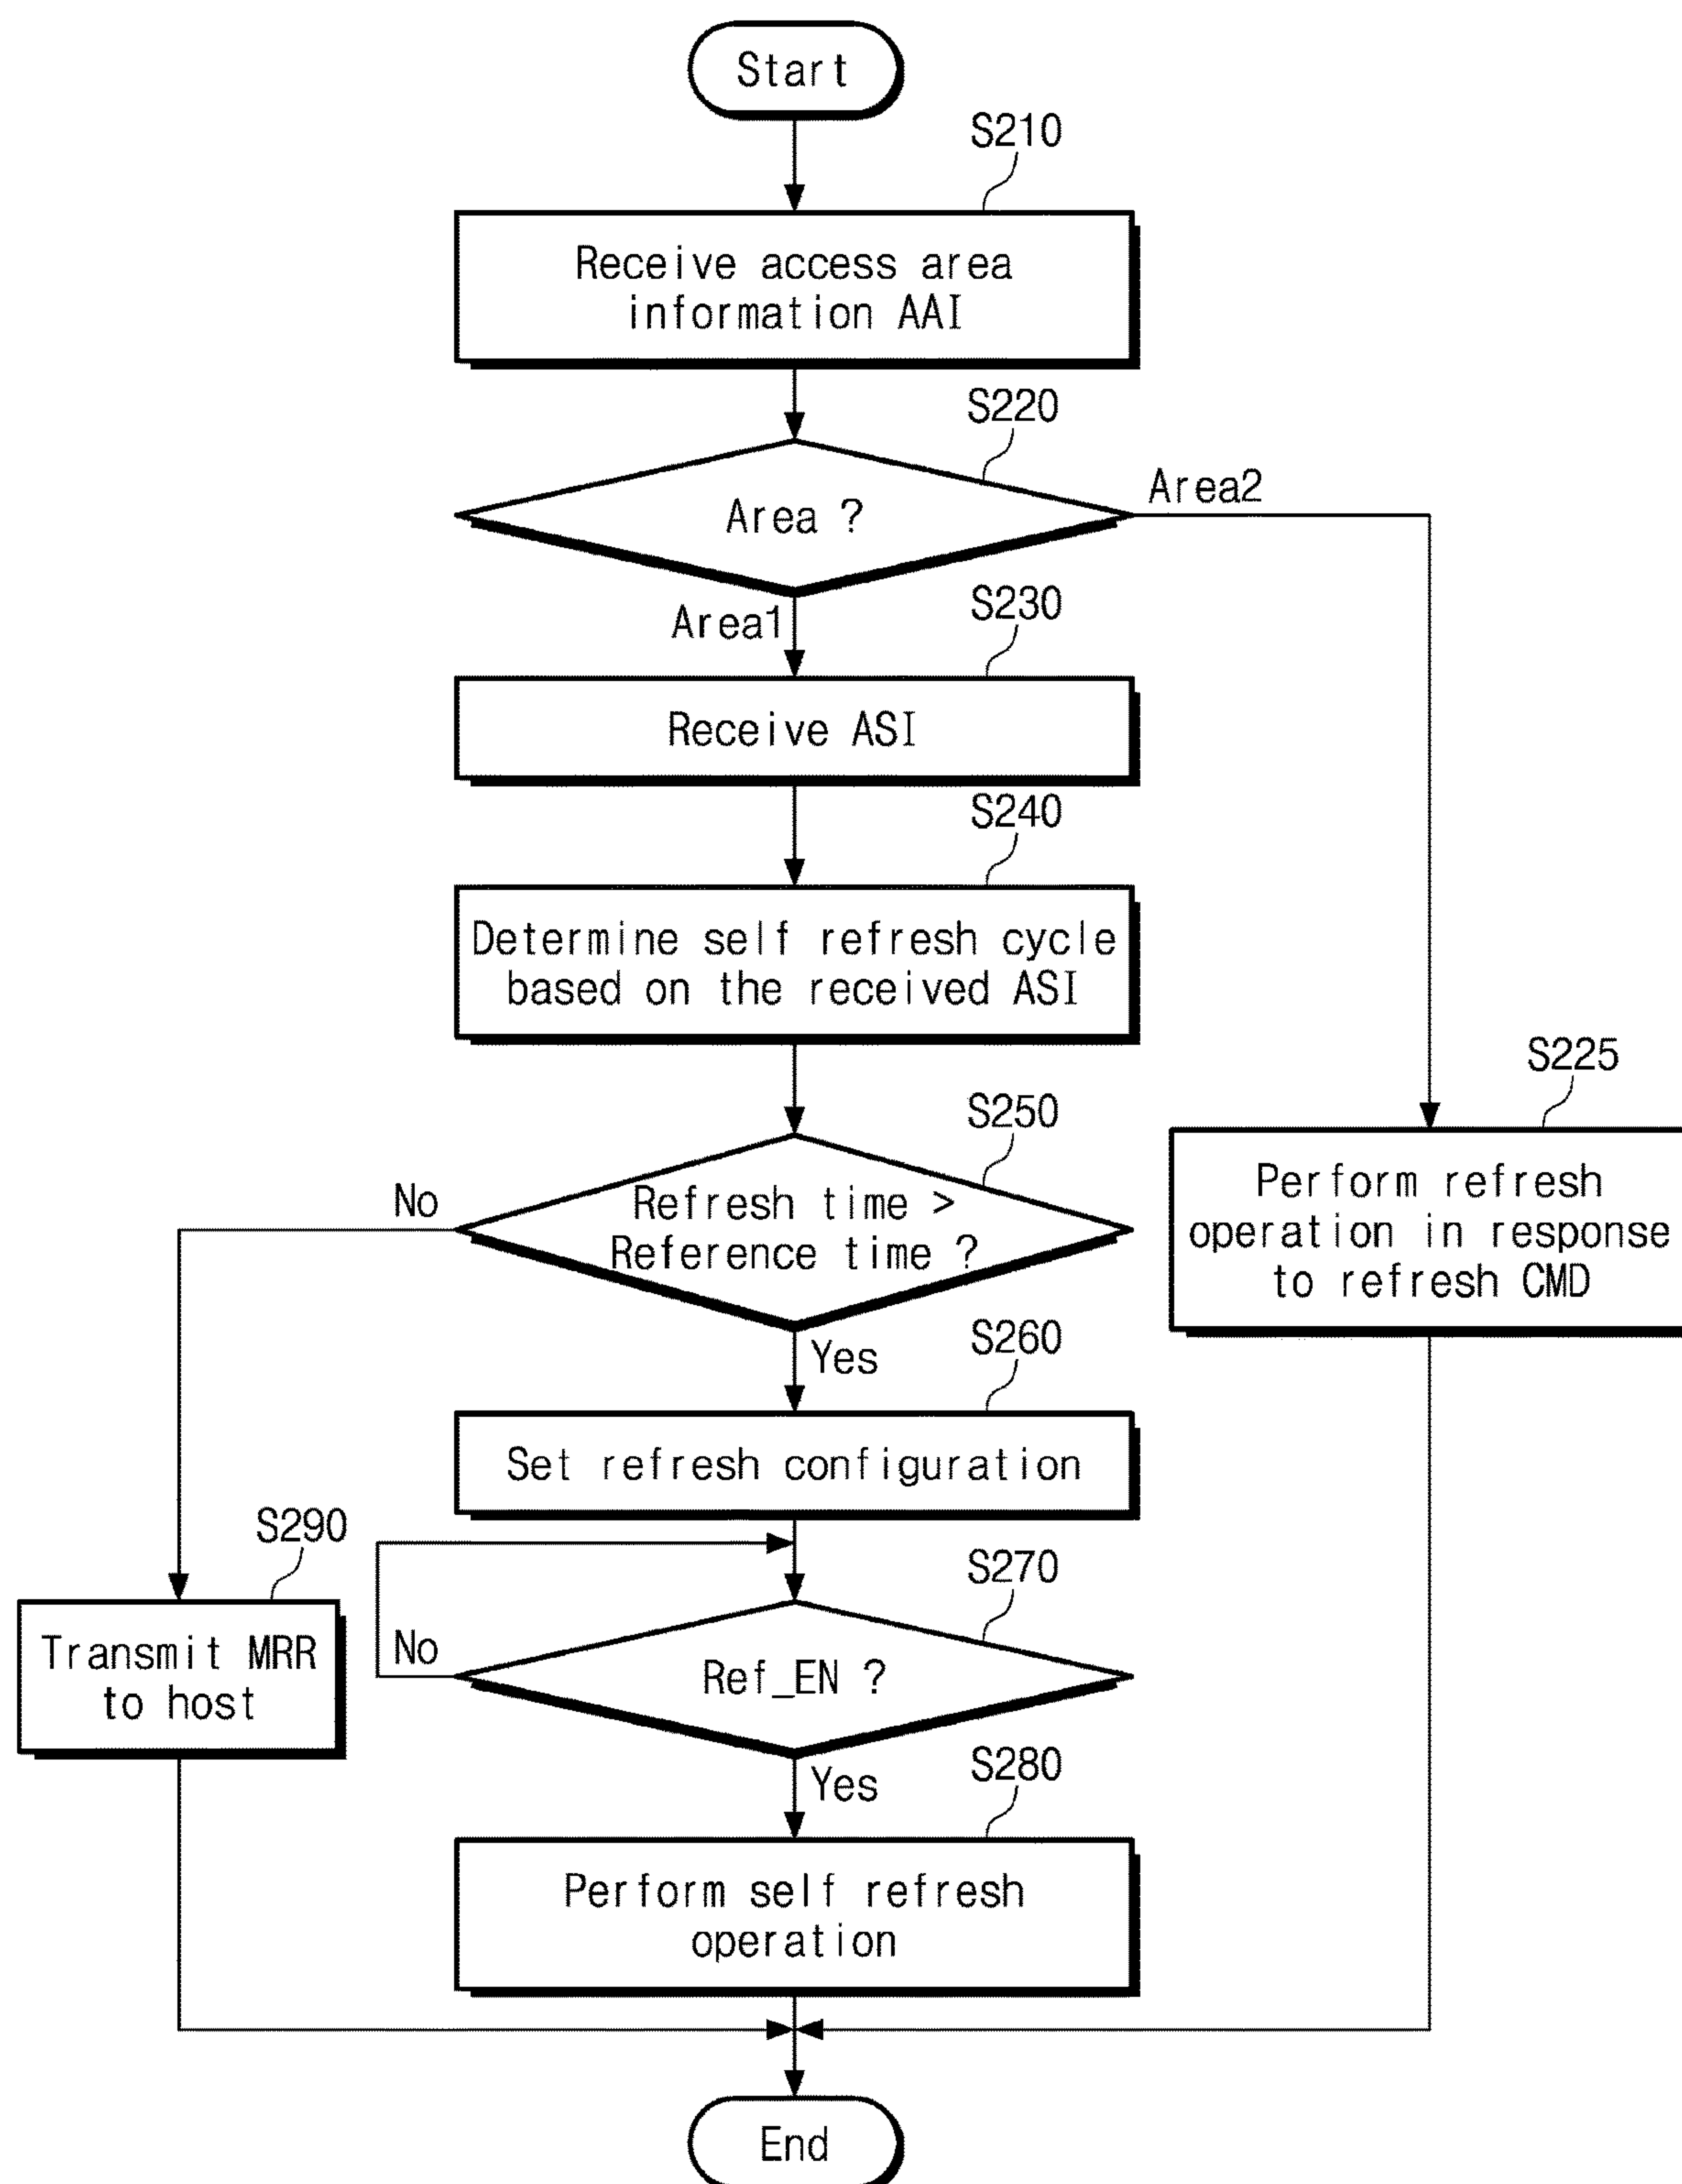 Start
S210
Receive access area
information AAI
S220
Area ?
Area2
Area1
S230
Receive ASI
S240
Determine self refresh cycle
based on the received ASI
S225
Perform refresh
operation in response
to refresh CMD
S250
No
Refresh time >
Reference time ?
Yes
S260
Set refresh configuration
S290
Transmit MRR
to host
S270
No
Ref_EN ?
Yes
S280
Perform self refresh
operation
End